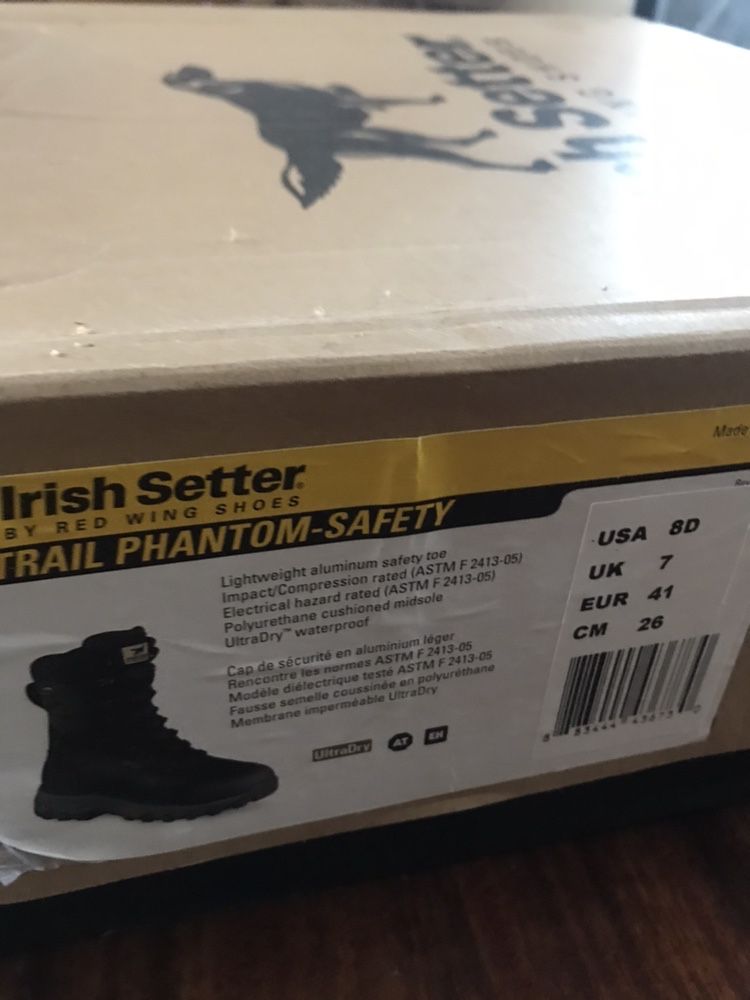 Setter
Made
Irish Setter
BY RED WING SHOES
TRAIL PHANTOM-SAFETY
Lightweight aluminum safety toe
Impact/Compression rated (ASTM F 2413-05)
Electrical hazard rated (ASTM F 2413-05)
Polyurethane cushioned midsole
UltraDry™ waterproof
Cap de sécurité en aluminium léger
Rencontre les normes ASTM F 2413-05
Modèle diélectrique testé ASTM F 2413-05
Fausse semelle coussinée en polyuréthane
Membrane imperméable UltraDry
UltraDry AT EH
USA 8D
UK 7
EUR 41
CM 26